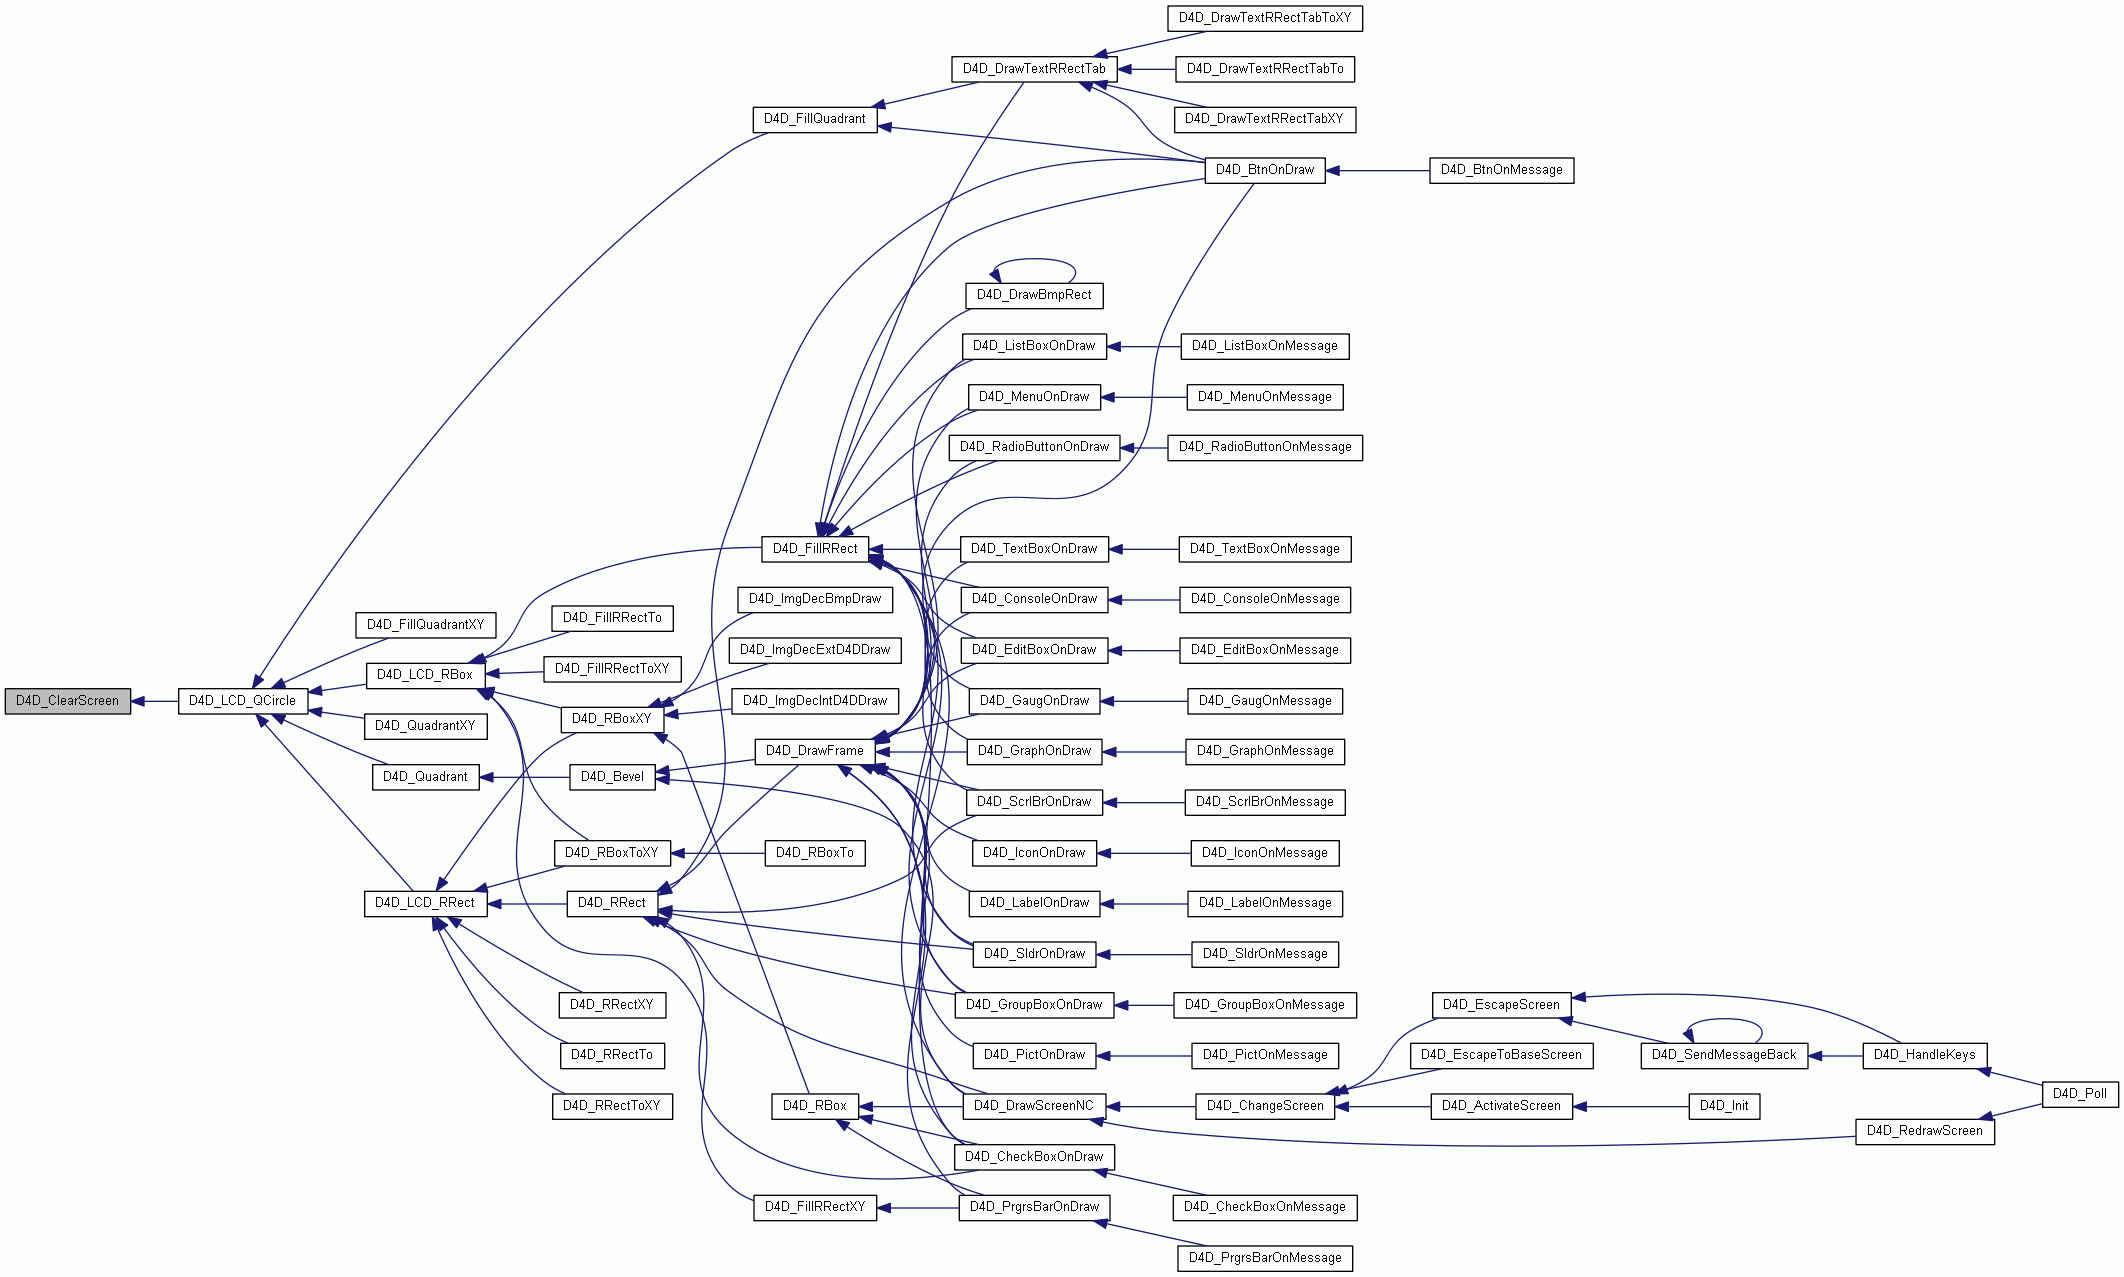 D4D_DrawTextRRectTabToXY
D4D_DrawTextRRectTab
D4D_DrawTextRRectTabTo
D4D_FillQuadrant
D4D_DrawTextRRectTabXY
D4D_BtnOnDraw
D4D_BtnOnMessage
D4D_DrawBmpRect
D4D_ListBoxOnDraw
D4D_ListBoxOnMessage
D4D_MenuOnDraw
D4D_MenuOnMessage
D4D_RadioButtonOnDraw
D4D_RadioButtonOnMessage
D4D_FillRRect
D4D_TextBoxOnDraw
D4D_TextBoxOnMessage
D4D_ImgDecBmpDraw
D4D_ConsoleOnDraw
D4D_ConsoleOnMessage
D4D_FillQuadrantXY
D4D_FillRRectTo
D4D_ImgDecExtD4DDraw
D4D_EditBoxOnDraw
D4D_EditBoxOnMessage
D4D_LCD_RBox
D4D_FillRRectToXY
D4D_ClearScreen
D4D_LCD_QCircle
D4D_ImgDecIntD4DDraw
D4D_GaugOnDraw
D4D_GaugOnMessage
D4D_QuadrantXY
D4D_RBoxXY
D4D_DrawFrame
D4D_GraphOnDraw
D4D_GraphOnMessage
D4D_Quadrant
D4D_Bevel
D4D_ScrlBrOnDraw
D4D_ScrlBrOnMessage
D4D_RBoxToXY
D4D_RBoxTo
D4D_IconOnDraw
D4D_IconOnMessage
D4D_LCD_RRect
D4D_RRect
D4D_LabelOnDraw
D4D_LabelOnMessage
D4D_SldrOnDraw
D4D_SldrOnMessage
D4D_RRectXY
D4D_GroupBoxOnDraw
D4D_GroupBoxOnMessage
D4D_EscapeScreen
D4D_RRectTo
D4D_PictOnDraw
D4D_PictOnMessage
D4D_EscapeToBaseScreen
D4D_SendMessageBack
D4D_HandleKeys
D4D_Poll
D4D_RRectToXY
D4D_RBox
D4D_DrawScreenNC
D4D_ChangeScreen
D4D_ActivateScreen
D4D_Init
D4D_RedrawScreen
D4D_CheckBoxOnDraw
D4D_CheckBoxOnMessage
D4D_FillRRectXY
D4D_PrgrsBarOnDraw
D4D_PrgrsBarOnMessage